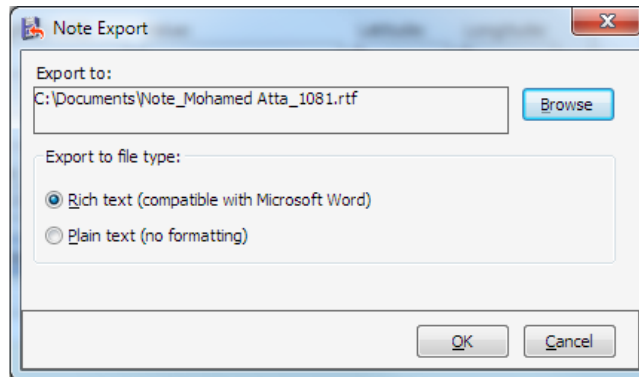 Note Export
Export to:
C:\Documents\Note_Mohamed Atta_1081.rtf
Browse
Export to file type:
Rich text (compatible with Microsoft Word)
Plain text (no formatting)
OK
Cancel